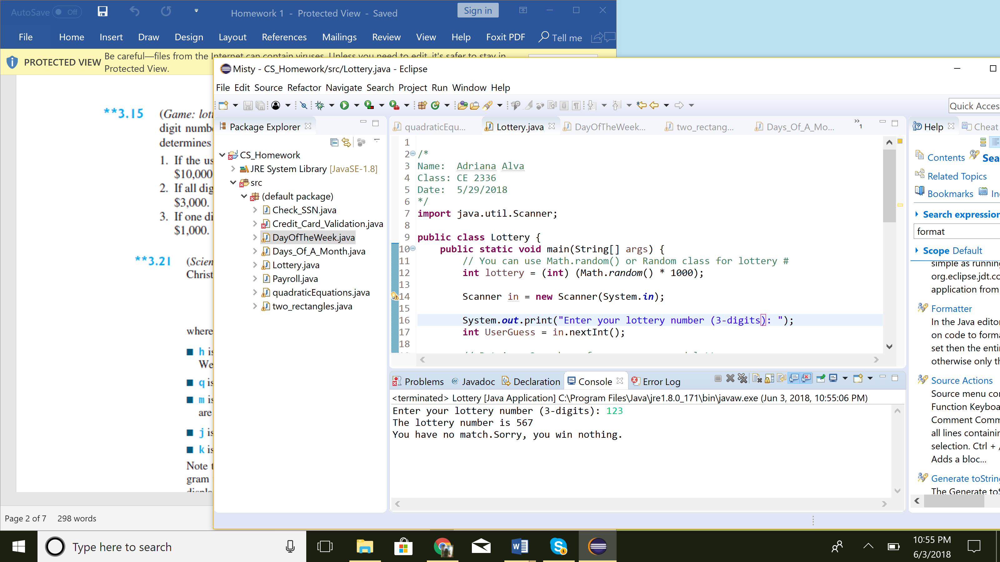 AutoSave Off
Homework 1 - Protected View - Saved
Sign in
File Home Insert Draw Design Layout References Mailings Review View Help Foxit PDF Tell me
PROTECTED VIEW
Be careful—files from the Internet can contain viruses. Unless you need to edit, it's safer to stay in
Protected View.
**3.15 (Game:
digit
determines
1. If the us
$10,000
2. If all dig
$3,000.
3. If one di
$1,000.
**3.21 (Scien
Christ
where
h is
We
q is
m is
are
j is
k is
Note t
gram
Page 2 of 7 298 words
Misty - CS_Homework/src/Lottery.java - Eclipse
File Edit Source Refactor Navigate Search Project Run Window Help
Quick Acces
Package Explorer
CS_Homework
JRE System Library [JavaSE-1.8]
src
(default package)
Check_SSN.java
Credit_Card_Validation.java
DayOfTheWeek.java
Days_Of_A_Month.java
Lottery.java
Payroll.java
quadraticEquations.java
two_rectangles.java
quadraticEqu... Lottery.java DayOfTheWeek... two_rectang... Days_Of_A_Mo... »1
1
2 /*
3 Name: Adriana Alva
4 Class: CE 2336
5 Date: 5/29/2018
6 */
7 import java.util.Scanner;
8
9 public class Lottery {
10 public static void main(String[] args) {
11 // You can use Math.random() or Random class for lottery #
12 int lottery = (int) (Math.random() * 1000);
13
14 Scanner in = new Scanner(System.in);
15
16 System.out.print("Enter your lottery number (3-digits): ");
17 int UserGuess = in.nextInt();
18
Problems Javadoc Declaration Console Error Log
<terminated> Lottery [Java Application] C:\Program Files\Java\jre1.8.0_171\bin\javaw.exe (Jun 3, 2018, 10:55:06 PM)
Enter your lottery number (3-digits): 123
The lottery number is 567
You have no match.Sorry, you win nothing.
Help Cheat
Contents Sea
Related Topics
Bookmarks In
Search expression
format
Scope Default
simple as running
org.eclipse.jdt.co
application from
Formatter
In the Java edito
on code to forma
set then the enti
otherwise only th
Source Actions
Source menu co
Function Keyboa
Comment Comm
all lines containin
selection. Ctrl + /
Adds a bloc...
Generate toString
The Generate toS
Type here to search
10:55 PM
6/3/2018